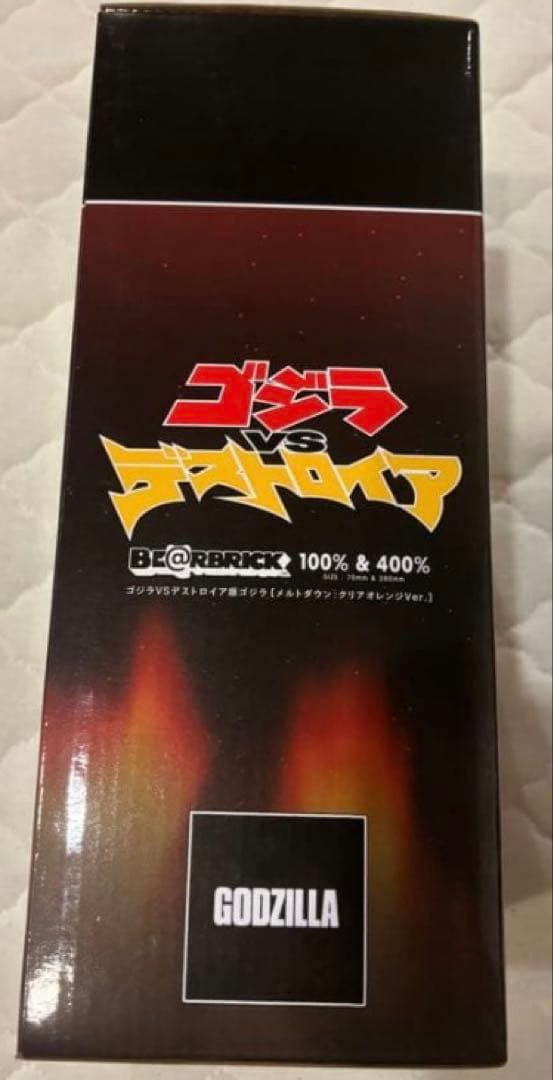 ゴジラ
VS
デストロイア
BE@RBRICK 100% & 400%
SIZE : 70mm & 280mm
ゴジラVSデストロイア版ゴジラ[メルトダウン:クリアオレンジVer.]
GODZILLA